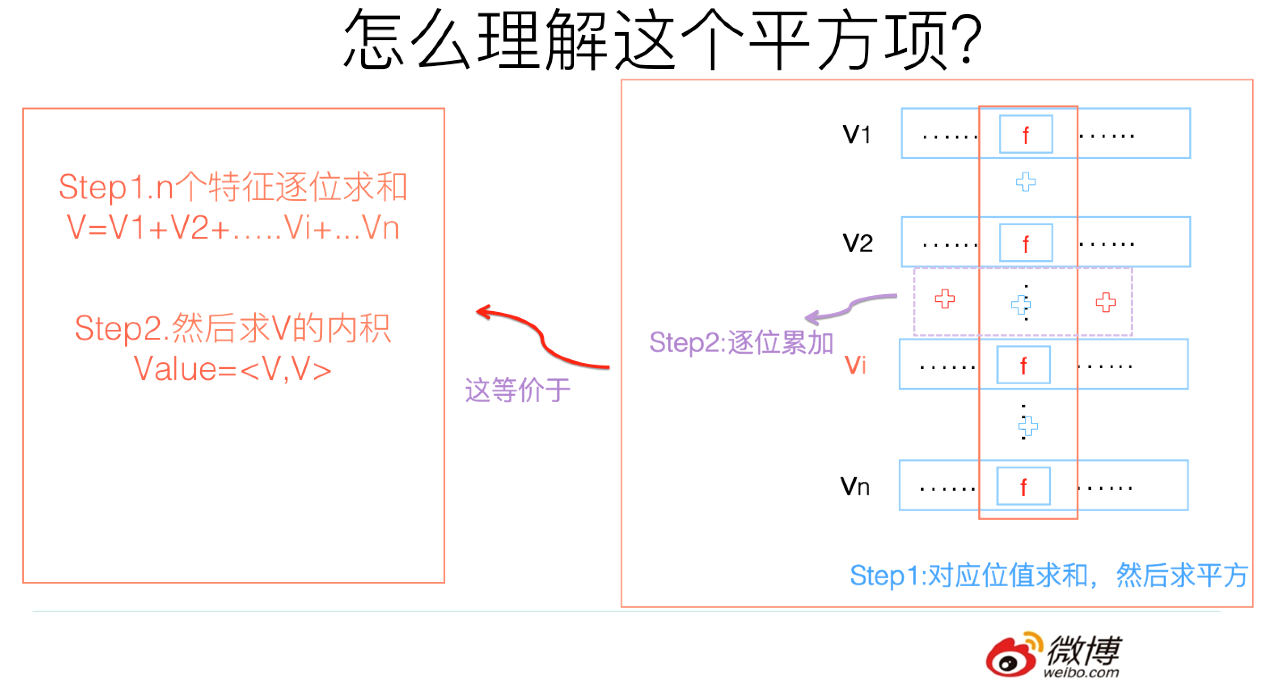 怎么理解这个平方项?
Step1.n个特征逐位求和
V=V1+V2+.....Vi+...Vn
Step2.然后求V的内积
Value=<V,V>
这等价于
V1 ...... f ......
V2 ...... f ......
Step2:逐位累加
Vi ...... f ......
Vn ...... f ......
Step1:对应位值求和，然后求平方
微博
weibo.com